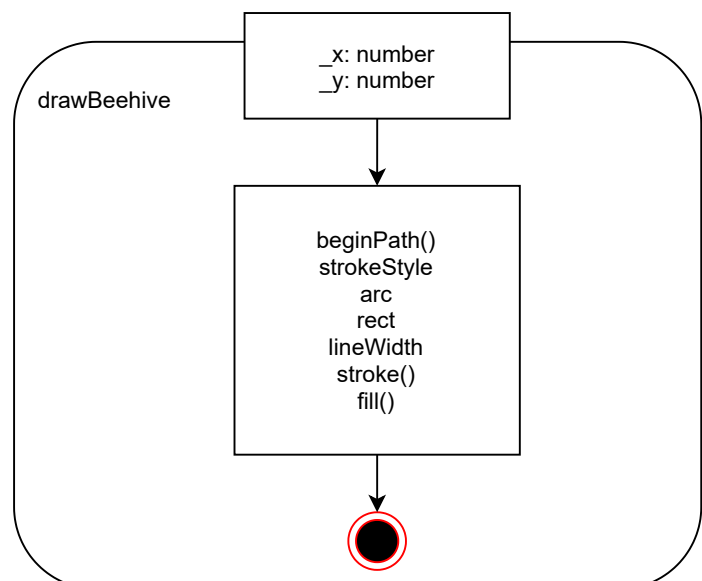 _x: number
_y: number
drawBeehive
beginPath()
strokeStyle
arc
rect
lineWidth
stroke()
fill()